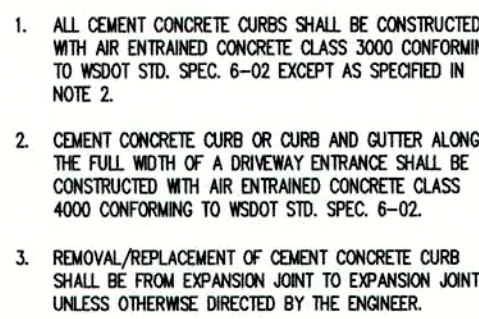 1. ALL CEMENT CONCRETE CURBS SHALL BE CONSTRUCTED
WITH AIR ENTRAINED CONCRETE CLASS 3000 CONFORMIN
TO WSDOT STD. SPEC. 6-02 EXCEPT AS SPECIFIED IN
NOTE 2.
2. CEMENT CONCRETE CURB OR CURB AND GUTTER ALONG
THE FULL WIDTH OF A DRIVEWAY ENTRANCE SHALL BE
CONSTRUCTED WITH AIR ENTRAINED CONCRETE CLASS
4000 CONFORMING TO WSDOT STD. SPEC. 6-02.
3. REMOVAL/REPLACEMENT OF CEMENT CONCRETE CURB
SHALL BE FROM EXPANSION JOINT TO EXPANSION JOINT
UNLESS OTHERWISE DIRECTED BY THE ENGINEER.